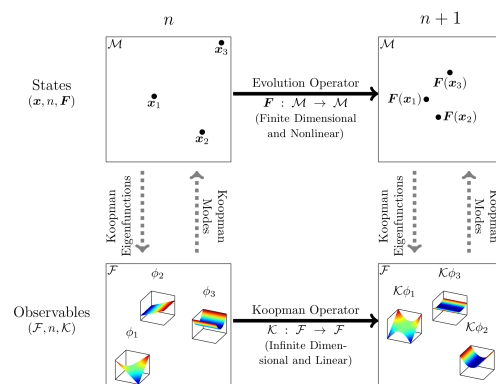 n
n + 1
M
x₁
x₂
x₃
States
(x, n, F)
Evolution Operator
F : M → M
(Finite Dimensional
and Nonlinear)
M
F(x₃)
F(x₁)
F(x₂)
Koopman
Eigenfunctions
Koopman
Modes
Koopman
Eigenfunctions
Koopman
Modes
F
ϕ₂
ϕ₃
ϕ₁
Observables
(F, n, K)
Koopman Operator
K : F → F
(Infinite Dimen-
sional and Linear)
F
Kϕ₃
Kϕ₁
Kϕ₂